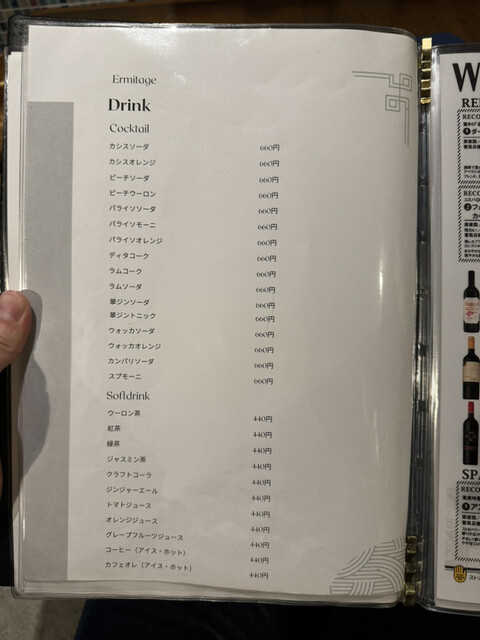 Ermitage
Drink
Cocktail
カシスソーダ 660円
カシスオレンジ 660円
ピーチソーダ 660円
ピーチウーロン 660円
パライソソーダ 660円
パライソモーニ 660円
パライソオレンジ 660円
ディタコーク 660円
ラムコーク 660円
ラムソーダ 660円
翠ジンソーダ 660円
翠ジントニック 660円
ウォッカソーダ 660円
ウォッカオレンジ 660円
カンパリソーダ 660円
スプモーニ 660円
Softdrink
ウーロン茶 440円
紅茶 440円
緑茶 440円
ジャスミン茶 440円
クラフトコーラ 440円
ジンジャーエール 440円
トマトジュース 440円
オレンジジュース 440円
グレープフルーツジュース 440円
コーヒー（アイス・ホット） 440円
カフェオレ（アイス・ホット） 440円
W
RE
RECO
RECO
SPA
RECO